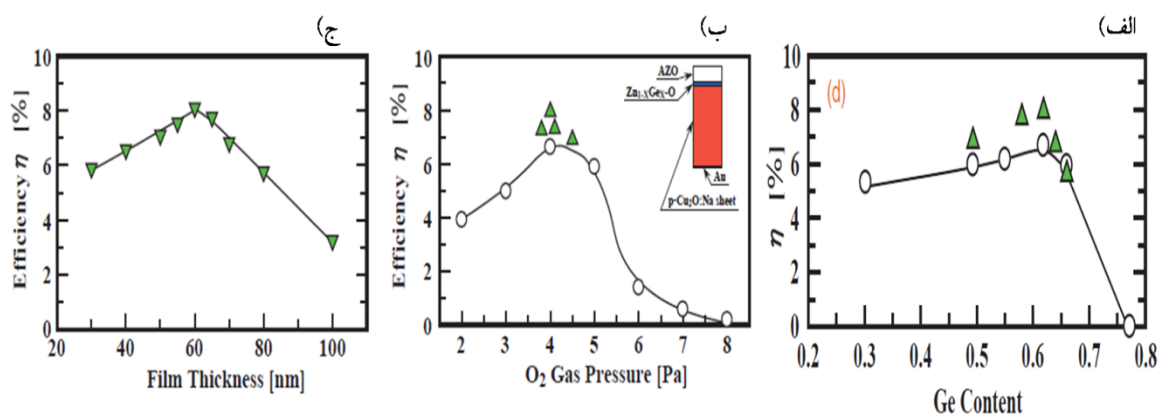 ج)
10
8
6
4
2
0
Efficiency η [%]
20 40 60 80 100
Film Thickness [nm]
ب)
10
8
6
4
2
0
Efficiency η [%]
AZO
Zn₁₋ₓGeₓ-O
Au
p-Cu₂O:Na sheet
2 3 4 5 6 7 8
O₂ Gas Pressure [Pa]
الف)
(d)
10
8
6
4
2
0
η [%]
0.2 0.3 0.4 0.5 0.6 0.7 0.8
Ge Content